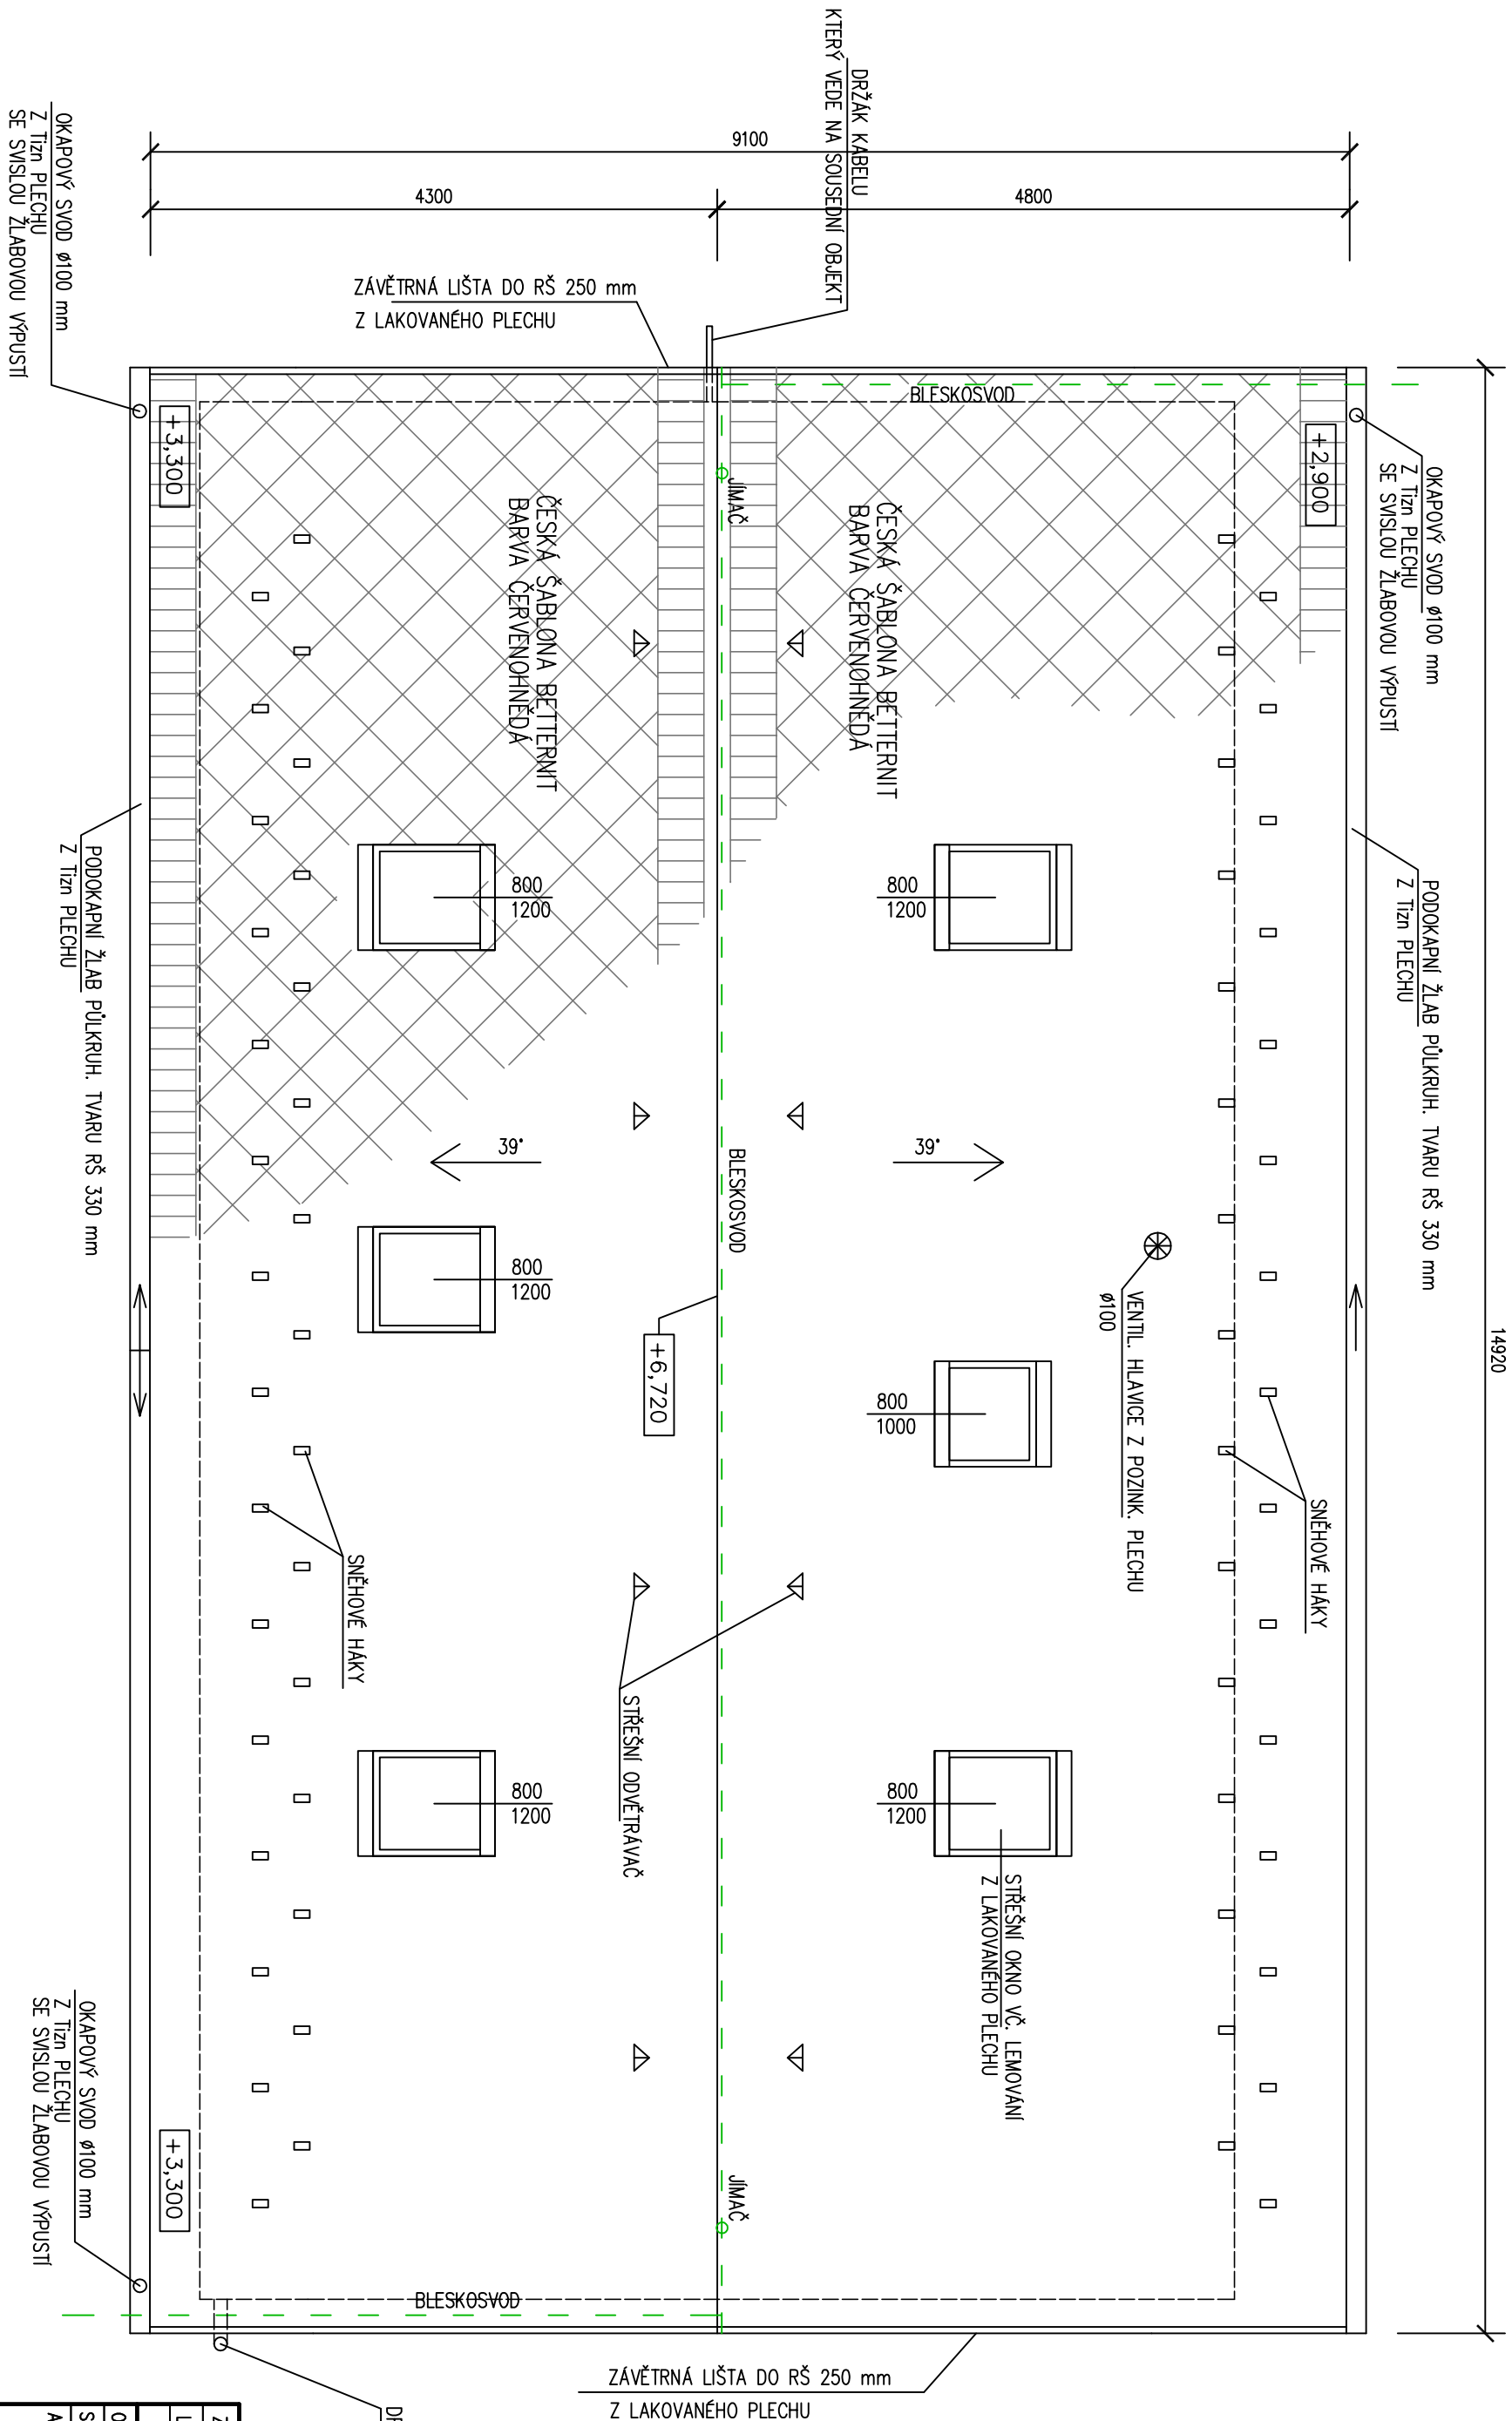 DRŽÁK KABELU
KTERÝ VEDE NA SOUSEDNÍ OBJEKT
9100
4300
4800
14920
ZÁVĚTRNÁ LIŠTA DO RŠ 250 mm
Z LAKOVANÉHO PLECHU
OKAPOVÝ SVOD ø100 mm
Z Tizn PLECHU
SE SVISLOU ŽLABOVOU VÝPUSTÍ
OKAPOVÝ SVOD ø100 mm
Z Tizn PLECHU
SE SVISLOU ŽLABOVOU VÝPUSTÍ
BLESKOSVOD
+3,300
+2,900
JÍMAČ
ČESKÁ ŠABLONA BETTERNIT
BARVA ČERVENOHNĚDÁ
ČESKÁ ŠABLONA BETTERNIT
BARVA ČERVENOHNĚDÁ
PODOKAPNÍ ŽLAB PŮLKRUH. TVARU RŠ 330 mm
Z Tizn PLECHU
PODOKAPNÍ ŽLAB PŮLKRUH. TVARU RŠ 330 mm
Z Tizn PLECHU
800
1200
800
1200
39°
39°
BLESKOSVOD
800
1200
+6,720
800
1000
VENTIL. HLAVICE Z POZINK. PLECHU
ø100
SNĚHOVÉ HÁKY
SNĚHOVÉ HÁKY
STŘEŠNÍ ODVĚTRÁVAČ
800
1200
800
1200
STŘEŠNÍ OKNO VČ. LEMOVÁNÍ
Z LAKOVANÉHO PLECHU
OKAPOVÝ SVOD ø100 mm
Z Tizn PLECHU
SE SVISLOU ŽLABOVOU VÝPUSTÍ
+3,300
JÍMAČ
BLESKOSVOD
ZÁVĚTRNÁ LIŠTA DO RŠ 250 mm
Z LAKOVANÉHO PLECHU